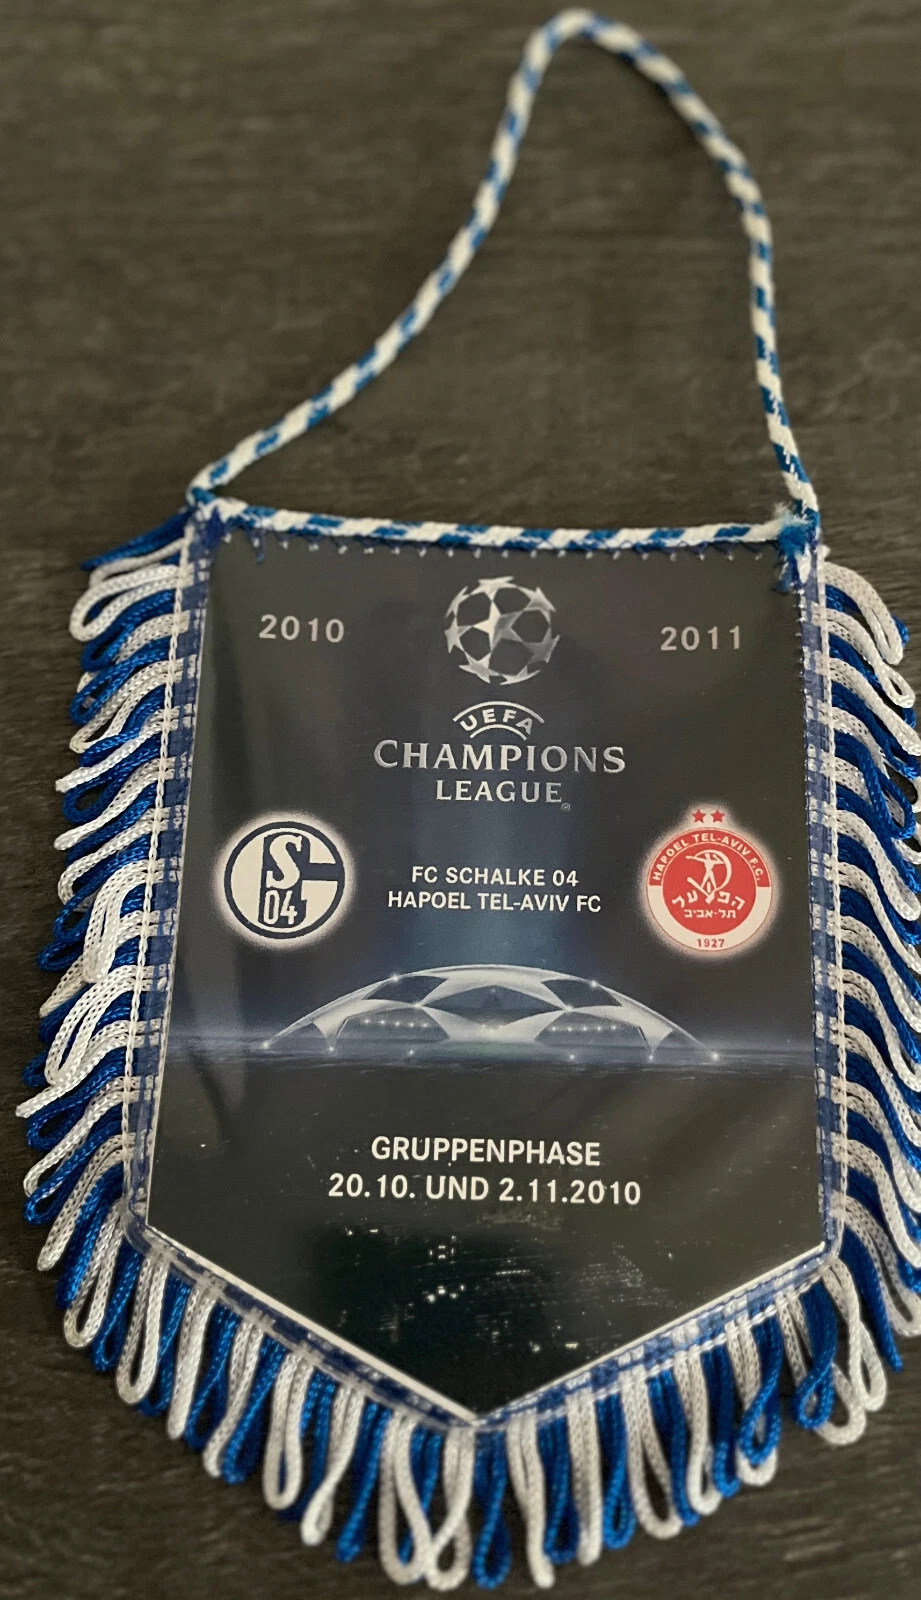 2010
2011
UEFA
CHAMPIONS
LEAGUE®
S
04
FC SCHALKE 04
HAPOEL TEL-AVIV FC
HAPOEL TEL-AVIV F.C.
הפועל
תל-אביב
1927
GRUPPENPHASE
20.10. UND 2.11.2010